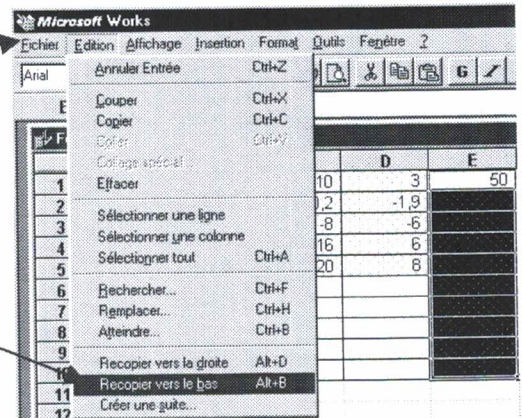 Microsoft Works
Fichier Edition Affichage Insertion Format Outils Fenêtre ?
Arial
Annuler Entrée Ctrl+Z
G I
Couper Ctrl+X
Copier Ctrl+C
Coller Ctrl+V
Collage spécial...
Effacer
D E
1 10 3 50
2 0,2 -1,9
3 -8 -6
4 16 6
5 20 8
Sélectionner une ligne
Sélectionner une colonne
Sélectionner tout Ctrl+A
6
Rechercher... Ctrl+F
7
Remplacer... Ctrl+H
8
Atteindre... Ctrl+B
9
Recopier vers la droite Alt+D
10
Recopier vers le bas Alt+B
11
Créer une suite...
12